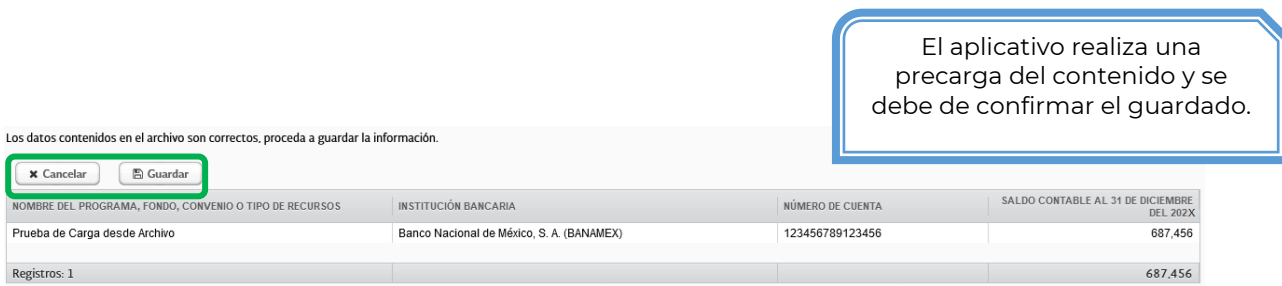 El aplicativo realiza una
precarga del contenido y se
debe de confirmar el guardado.
Los datos contenidos en el archivo son correctos, proceda a guardar la información.
Cancelar Guardar
NOMBRE DEL PROGRAMA, FONDO, CONVENIO O TIPO DE RECURSOS INSTITUCIÓN BANCARIA NÚMERO DE CUENTA SALDO CONTABLE AL 31 DE DICIEMBRE
DEL 202X
Prueba de Carga desde Archivo Banco Nacional de México, S. A. (BANAMEX) 123456789123456 687,456
Registros: 1 687,456